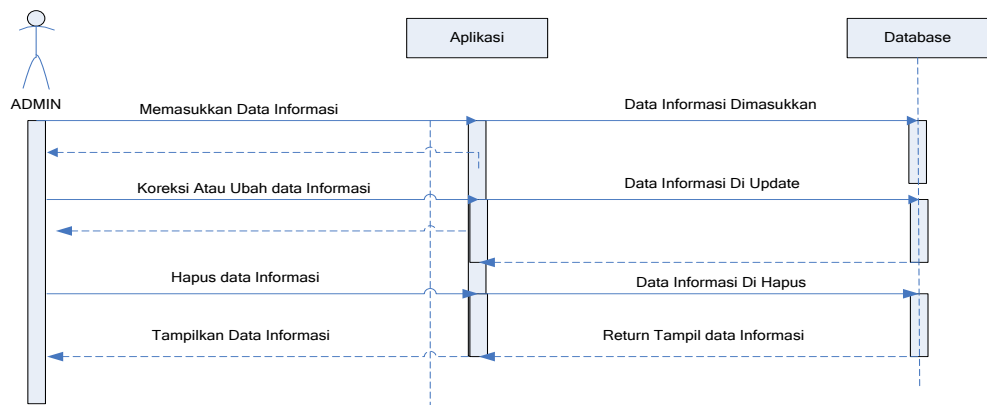 Aplikasi
Database
ADMIN
Memasukkan Data Informasi
Data Informasi Dimasukkan
Koreksi Atau Ubah data Informasi
Data Informasi Di Update
Hapus data Informasi
Data Informasi Di Hapus
Tampilkan Data Informasi
Return Tampil data Informasi